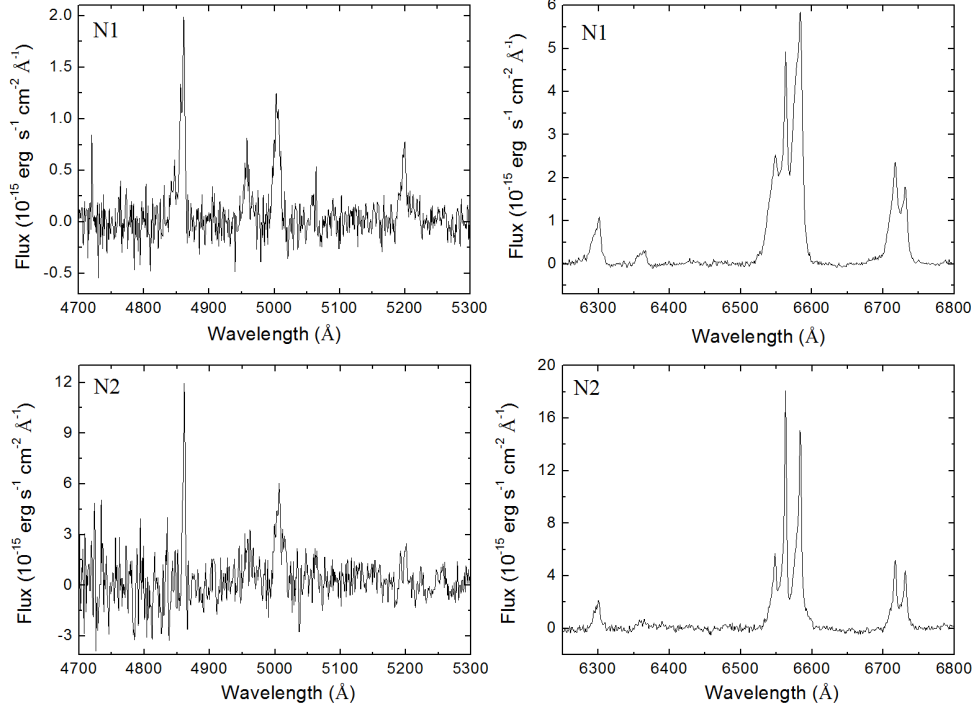 N1
2.0
1.5
1.0
0.5
0.0
-0.5
Flux (10⁻¹⁵ erg s⁻¹ cm⁻² Å⁻¹)
4700 4800 4900 5000 5100 5200 5300
Wavelength (Å)
N1
6
5
4
3
2
1
0
Flux (10⁻¹⁵ erg s⁻¹ cm⁻² Å⁻¹)
6300 6400 6500 6600 6700 6800
Wavelength (Å)
N2
12
9
6
3
0
-3
Flux (10⁻¹⁵ erg s⁻¹ cm⁻² Å⁻¹)
4700 4800 4900 5000 5100 5200 5300
Wavelength (Å)
N2
20
16
12
8
4
0
Flux (10⁻¹⁵ erg s⁻¹ cm⁻² Å⁻¹)
6300 6400 6500 6600 6700 6800
Wavelength (Å)